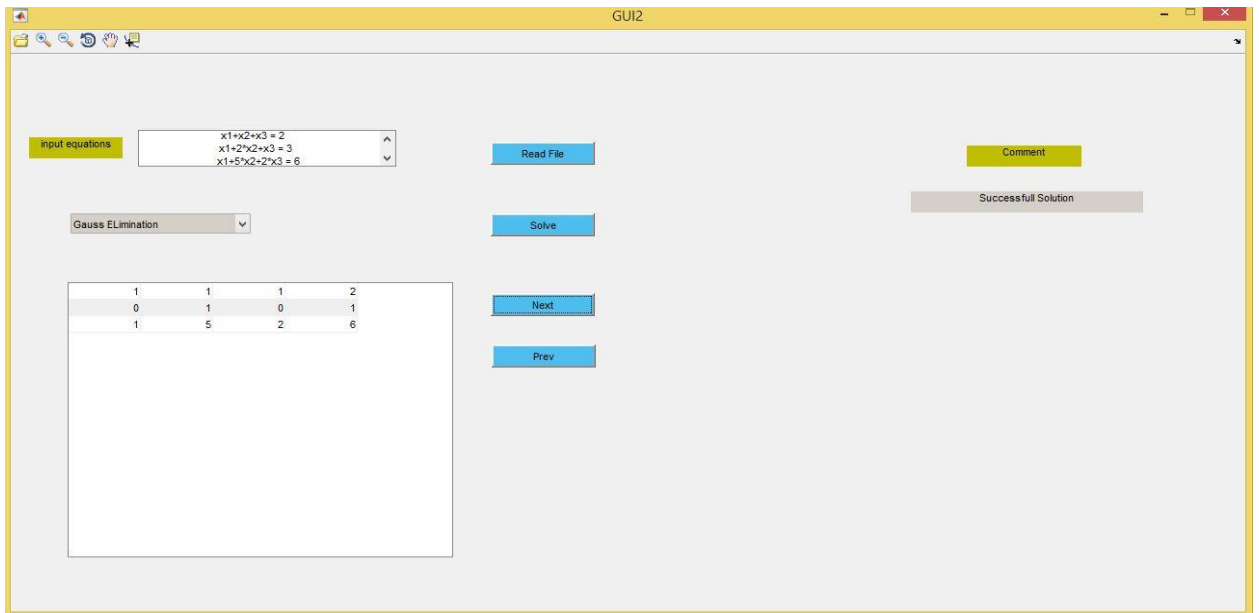 GUI2
input equations
x1+x2+x3 = 2
x1+2*x2+x3 = 3
x1+5*x2+2*x3 = 6
Read File
Comment
Successfull Solution
Gauss ELimination
Solve
1 1 1 2
0 1 0 1
1 5 2 6
Next
Prev